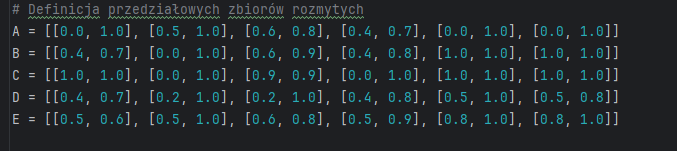 # Definicja przedziałowych zbiorów rozmytych
A = [[0.0, 1.0], [0.5, 1.0], [0.6, 0.8], [0.4, 0.7], [0.0, 1.0], [0.0, 1.0]]
B = [[0.4, 0.7], [0.0, 1.0], [0.6, 0.9], [0.4, 0.8], [1.0, 1.0], [1.0, 1.0]]
C = [[1.0, 1.0], [0.0, 1.0], [0.9, 0.9], [0.0, 1.0], [1.0, 1.0], [1.0, 1.0]]
D = [[0.4, 0.7], [0.2, 1.0], [0.2, 1.0], [0.4, 0.8], [0.5, 1.0], [0.5, 0.8]]
E = [[0.5, 0.6], [0.5, 1.0], [0.6, 0.8], [0.5, 0.9], [0.8, 1.0], [0.8, 1.0]]